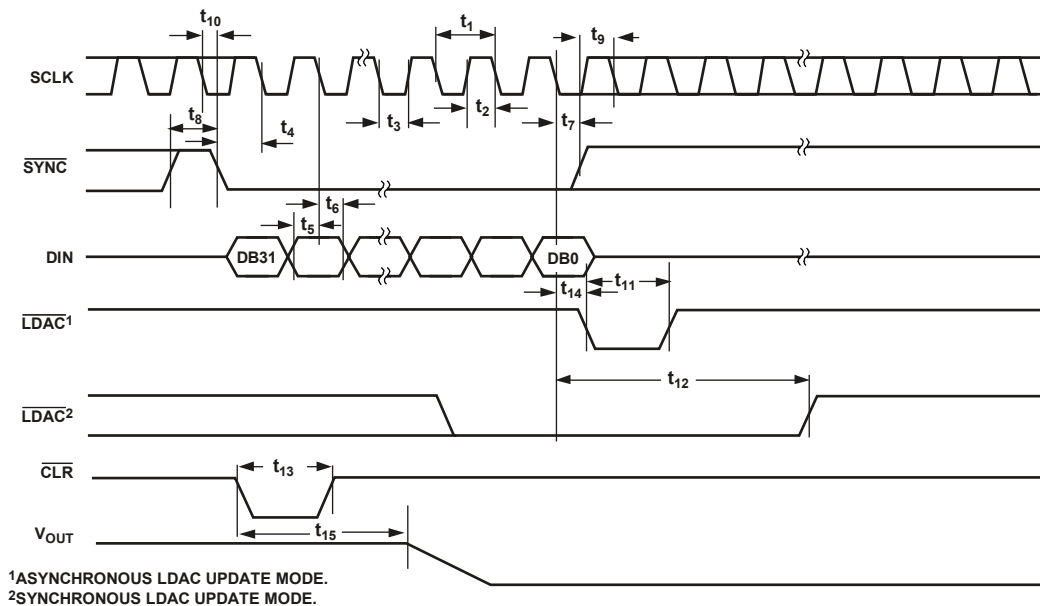 t10
t1
t9
SCLK
t8
t4
t3
t2
t7
SYNC
t6
t5
DIN
DB31
DB0
t14
t11
LDAC1
t12
LDAC2
CLR
t13
t15
VOUT
1ASYNCHRONOUS LDAC UPDATE MODE.
2SYNCHRONOUS LDAC UPDATE MODE.